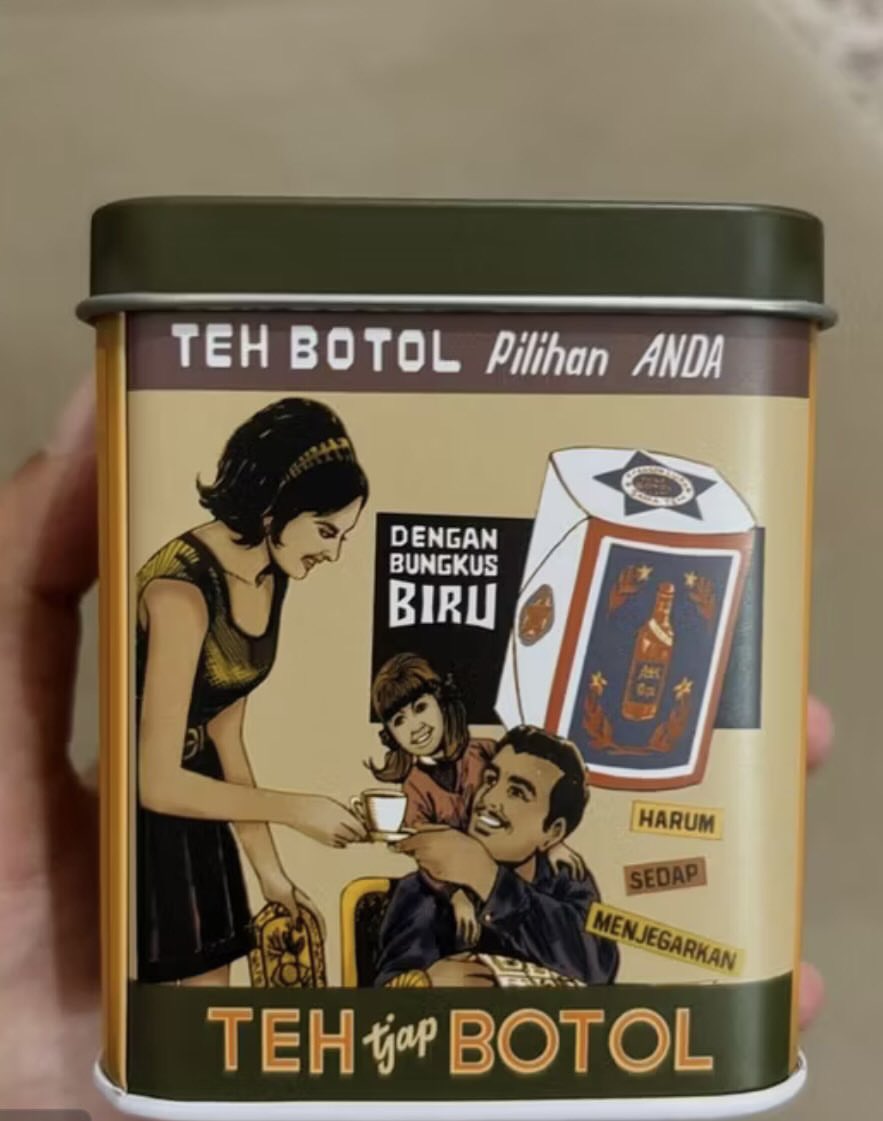 TEH BOTOL Pilihan ANDA
DENGAN
BUNGKUS
BIRU
HARUM
SEDAP
MENJEGARKAN
TEH tjap BOTOL